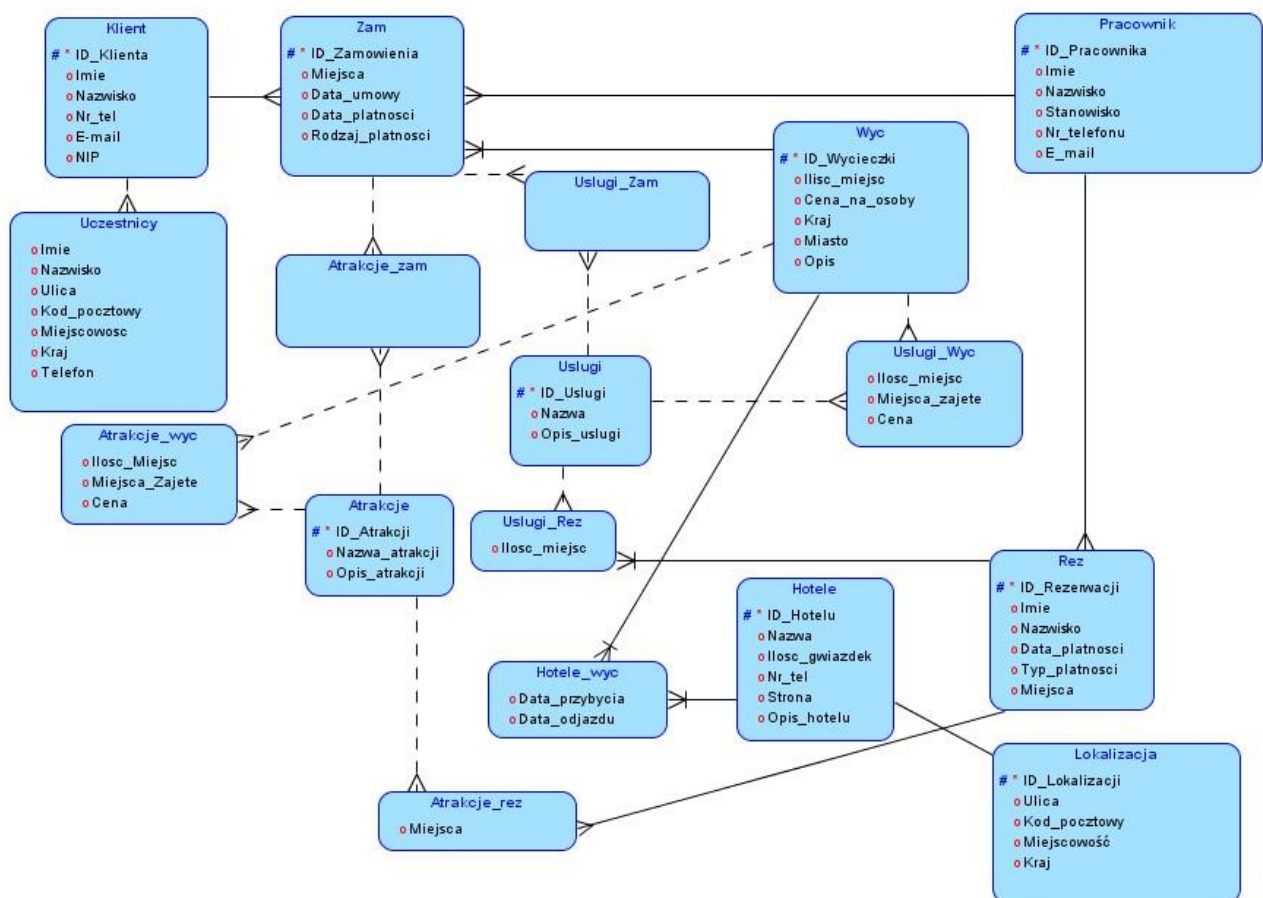 Klient
# * ID_Klienta
o Imie
o Nazwisko
o Nr_tel
o E-mail
o NIP
Zam
# * ID_Zamowienia
o Miejsca
o Data_umowy
o Data_platnosci
o Rodzaj_platnosci
Pracownik
# * ID_Pracownika
o Imie
o Nazwisko
o Stanowisko
o Nr_telefonu
o E_mail
Wyc
# * ID_Wycieczki
o Ilisc_miejsc
o Cena_na_osoby
o Kraj
o Miasto
o Opis
Uslugi_Zam
Uczestnicy
o Imie
o Nazwisko
o Ulica
o Kod_pocztowy
o Miejscowosc
o Kraj
o Telefon
Atrakcje_zam
Uslugi
# * ID_Uslugi
o Nazwa
o Opis_uslugi
Uslugi_Wyc
o Ilosc_miejsc
o Miejsca_zajete
o Cena
Atrakcje_wyc
o Ilosc_Miejsc
o Miejsca_Zajete
o Cena
Atrakcje
# * ID_Atrakcji
o Nazwa_atrakcji
o Opis_atrakcji
Uslugi_Rez
o Ilosc_miejsc
Rez
# * ID_Rezerwacji
o Imie
o Nazwisko
o Data_platnosci
o Typ_platnosci
o Miejsca
Hotele
# * ID_Hotelu
o Nazwa
o Ilosc_gwiazdek
o Nr_tel
o Strona
o Opis_hotelu
Hotele_wyc
o Data_przybycia
o Data_odjazdu
Lokalizacja
# * ID_Lokalizacji
o Ulica
o Kod_pocztowy
o Miejscowość
o Kraj
Atrakcje_rez
o Miejsca